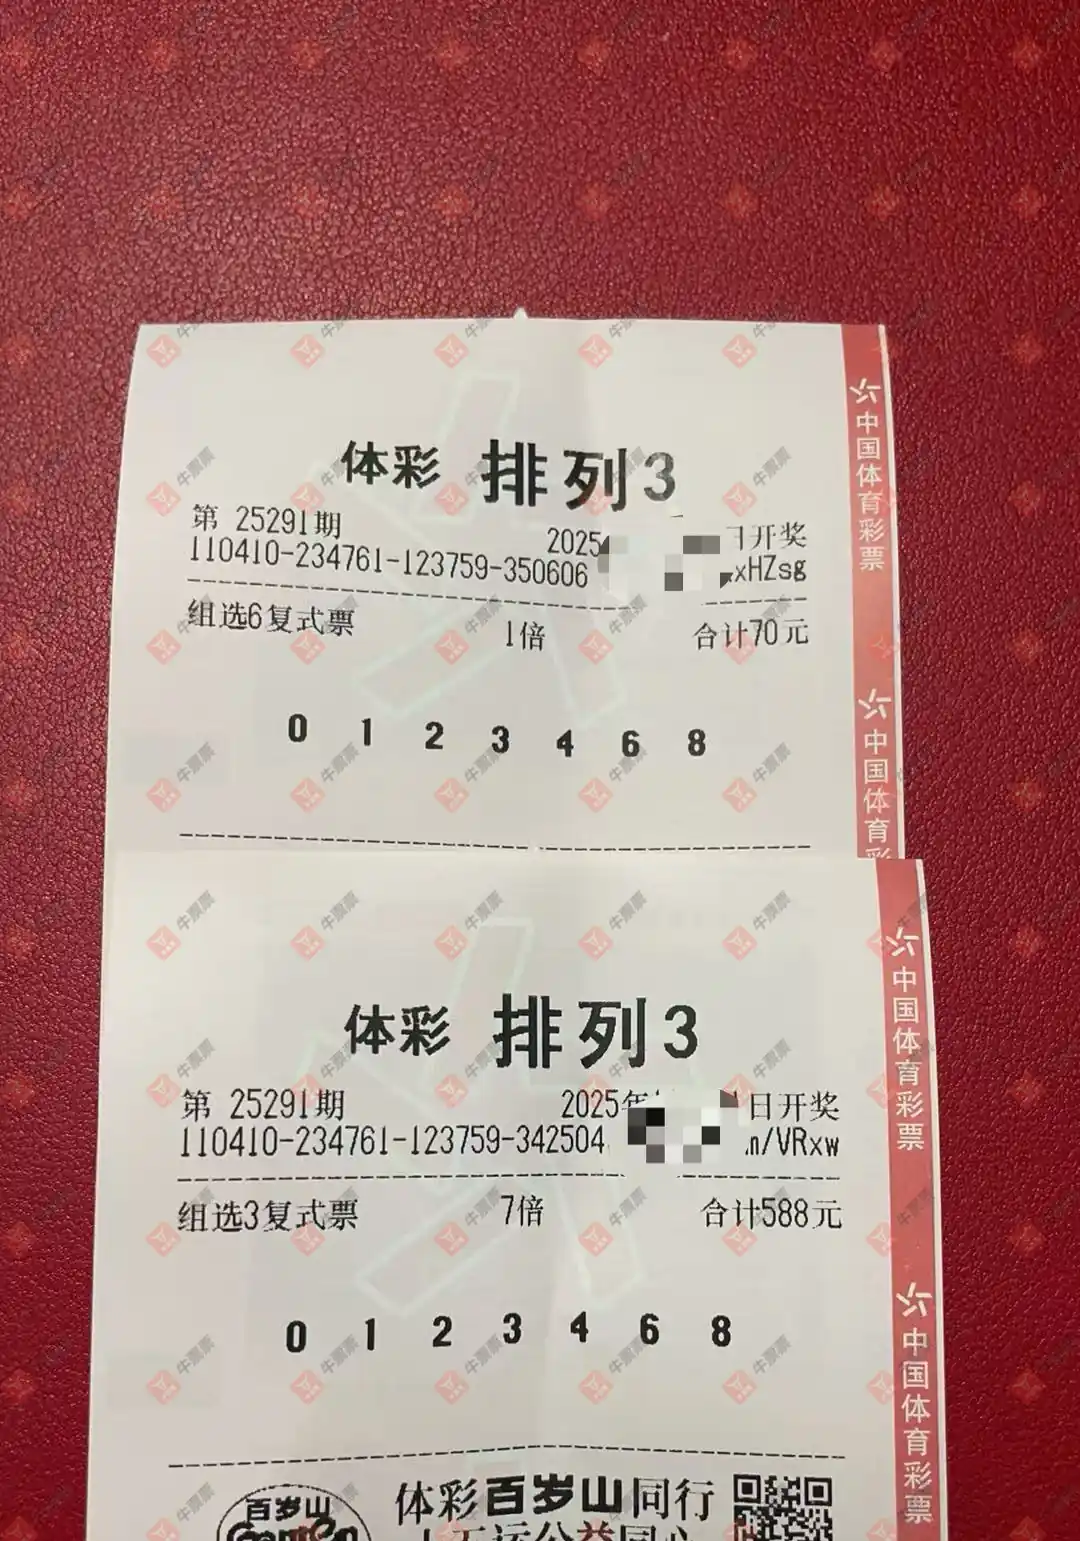 体彩 排列3
第 25291期
2025 日开奖
110410-234761-123759-350606 xHZsg
组选6复式票 1倍 合计70元
0 1 2 3 4 6 8
中国体育彩票
中国体育彩
体彩 排列3
第 25291期 2025年 1日开奖
110410-234761-123759-342504 n/VRxw
组选3复式票 7倍 合计588元
0 1 2 3 4 6 8
中国体育彩票
中国体育彩票
百岁山
体彩百岁山同行
牛票票